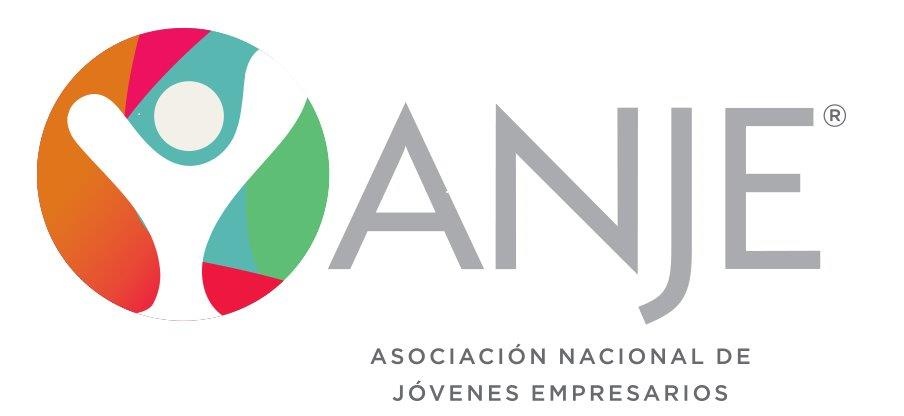 ANJE®
ASOCIACIÓN NACIONAL DE
JÓVENES EMPRESARIOS